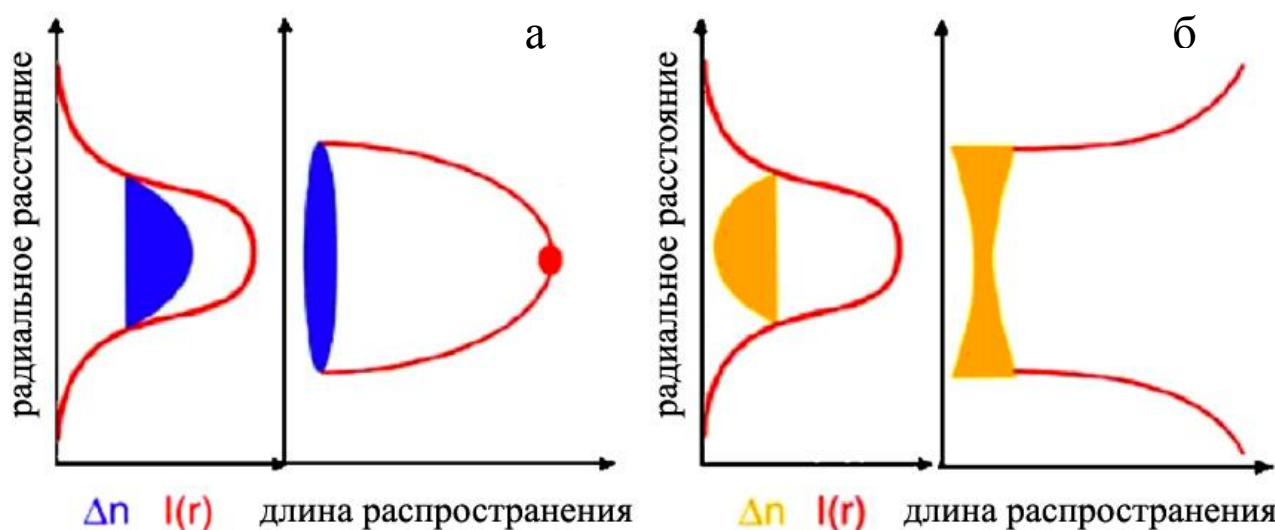 а
радиальное расстояние
Δn I(r) длина распространения
б
радиальное расстояние
Δn I(r) длина распространения